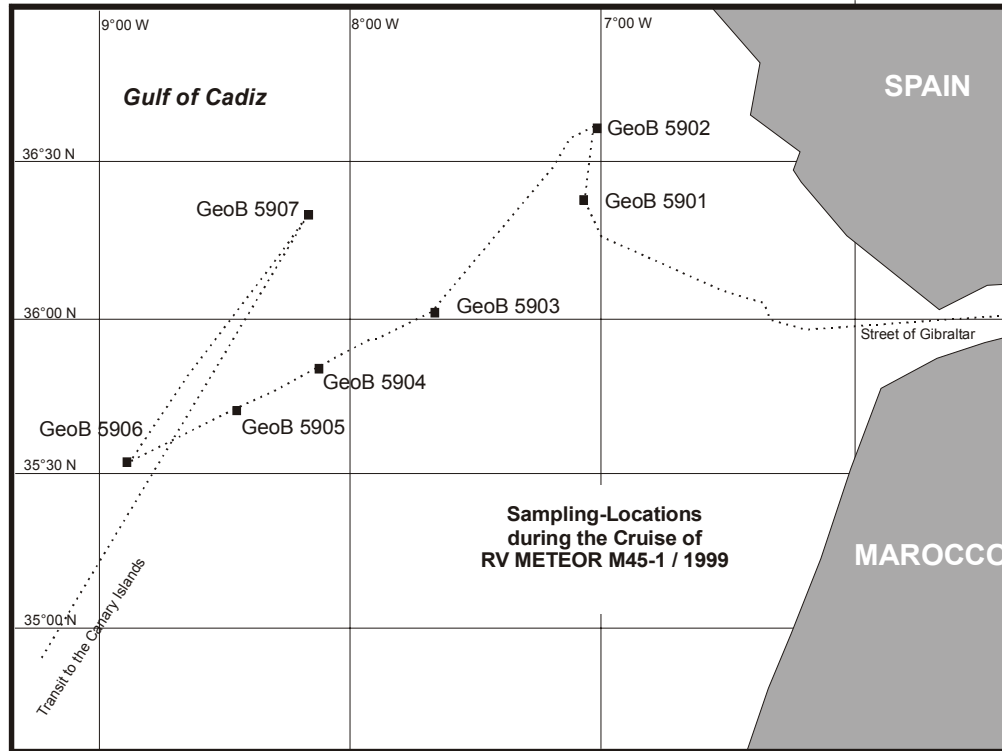 9°00 W
8°00 W
7°00 W
Gulf of Cadiz
SPAIN
GeoB 5902
36°30 N
GeoB 5907
GeoB 5901
GeoB 5903
36°00 N
Street of Gibraltar
GeoB 5904
GeoB 5905
GeoB 5906
35°30 N
Sampling-Locations
during the Cruise of
RV METEOR M45-1 / 1999
MAROCCO
35°00 N
Transit to the Canary Islands